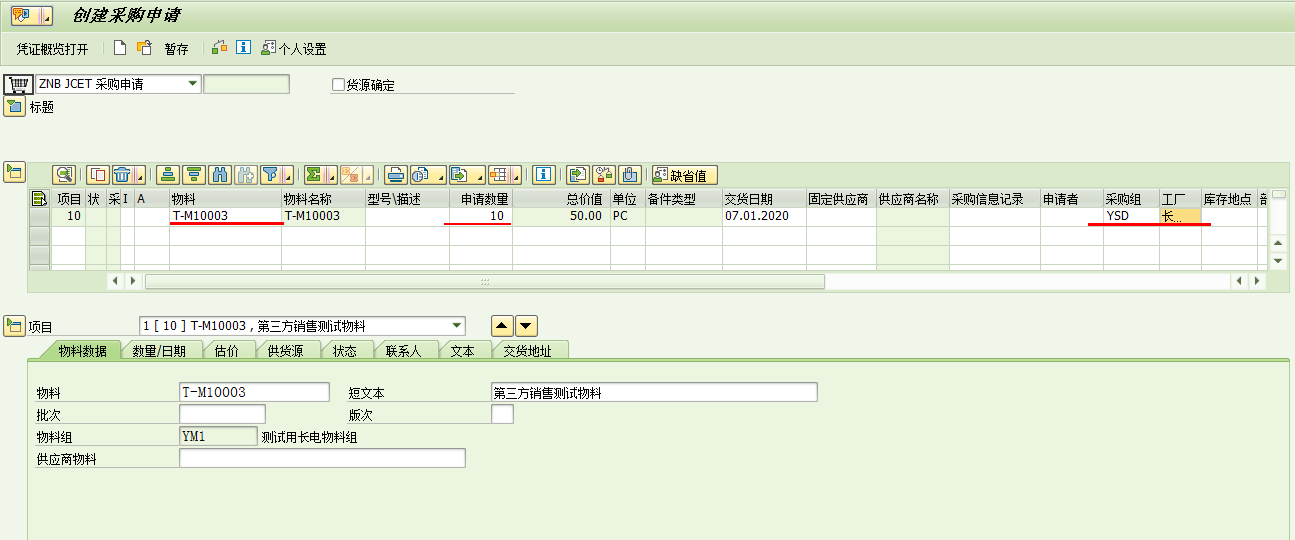 创建采购申请
凭证概览打开 暂存 个人设置
ZNB JCET 采购申请 货源确定
标题
缺省值
项目 状 采 I A 物料 物料名称 型号\描述 申请数量 总价值 单位 备件类型 交货日期 固定供应商 供应商名称 采购信息记录 申请者 采购组 工厂 库存地点
10 T-M10003 T-M10003 10 50.00 PC 07.01.2020 YSD 长...
项目 1 [ 10 ] T-M10003 , 第三方销售测试物料
物料数据 数量/日期 估价 供货源 状态 联系人 文本 交货地址
物料 T-M10003 短文本 第三方销售测试物料
批次 版次
物料组 YM1 测试用长电物料组
供应商物料